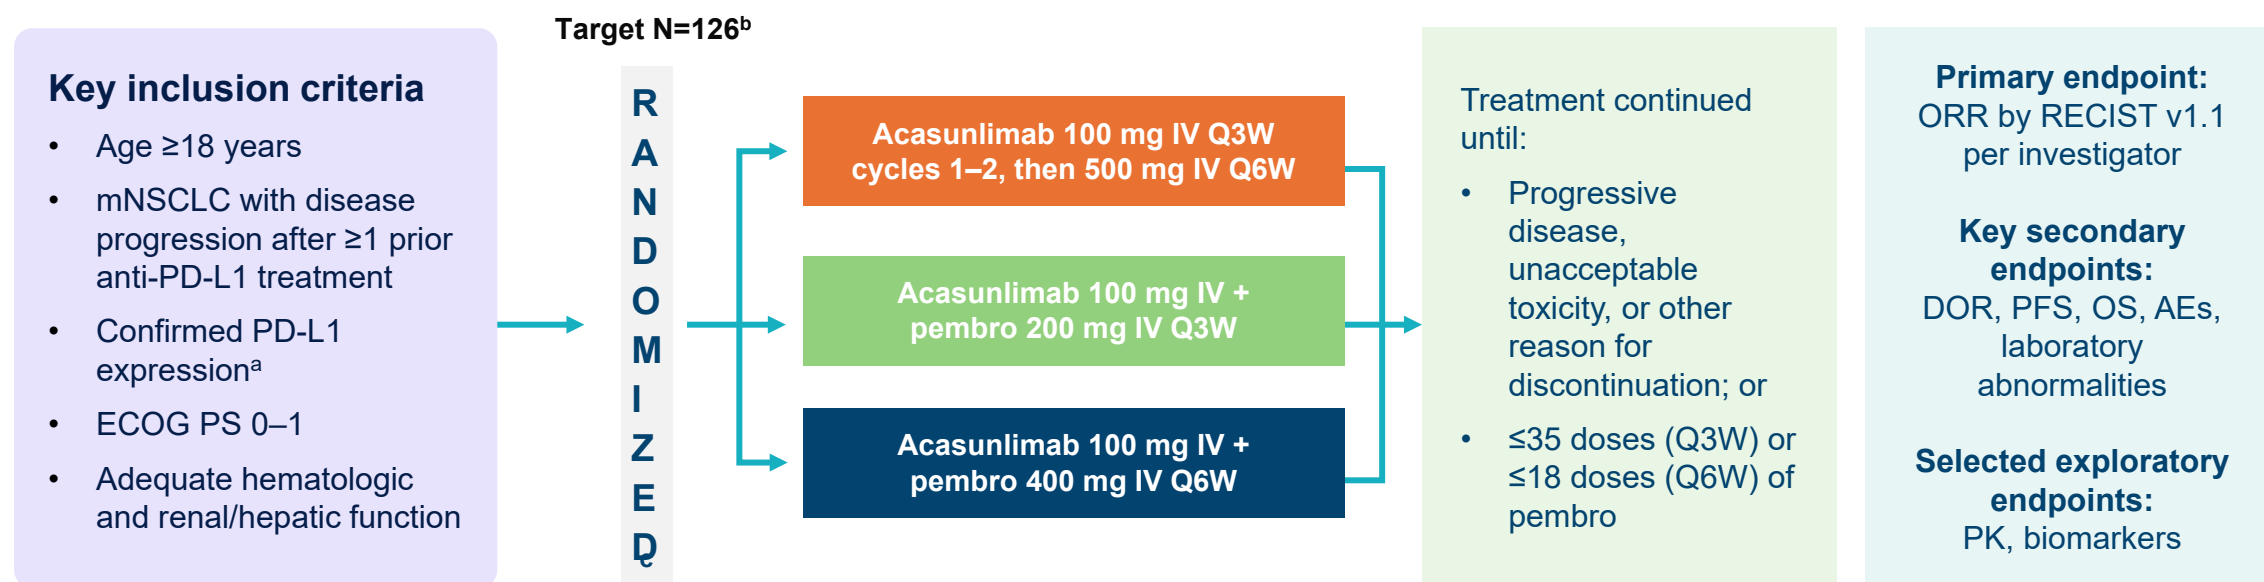 Target N=126ᵇ
Key inclusion criteria
• Age ≥18 years
• mNSCLC with disease
progression after ≥1 prior
anti-PD-L1 treatment
• Confirmed PD-L1
expressionᵃ
• ECOG PS 0–1
• Adequate hematologic
and renal/hepatic function
R
A
N
D
O
M
I
Z
E
D
Acasunlimab 100 mg IV Q3W
cycles 1–2, then 500 mg IV Q6W
Acasunlimab 100 mg IV +
pembro 200 mg IV Q3W
Acasunlimab 100 mg IV +
pembro 400 mg IV Q6W
Treatment continued
until:
• Progressive
disease,
unacceptable
toxicity, or other
reason for
discontinuation; or
• ≤35 doses (Q3W) or
≤18 doses (Q6W) of
pembro
Primary endpoint:
ORR by RECIST v1.1
per investigator
Key secondary
endpoints:
DOR, PFS, OS, AEs,
laboratory
abnormalities
Selected exploratory
endpoints:
PK, biomarkers